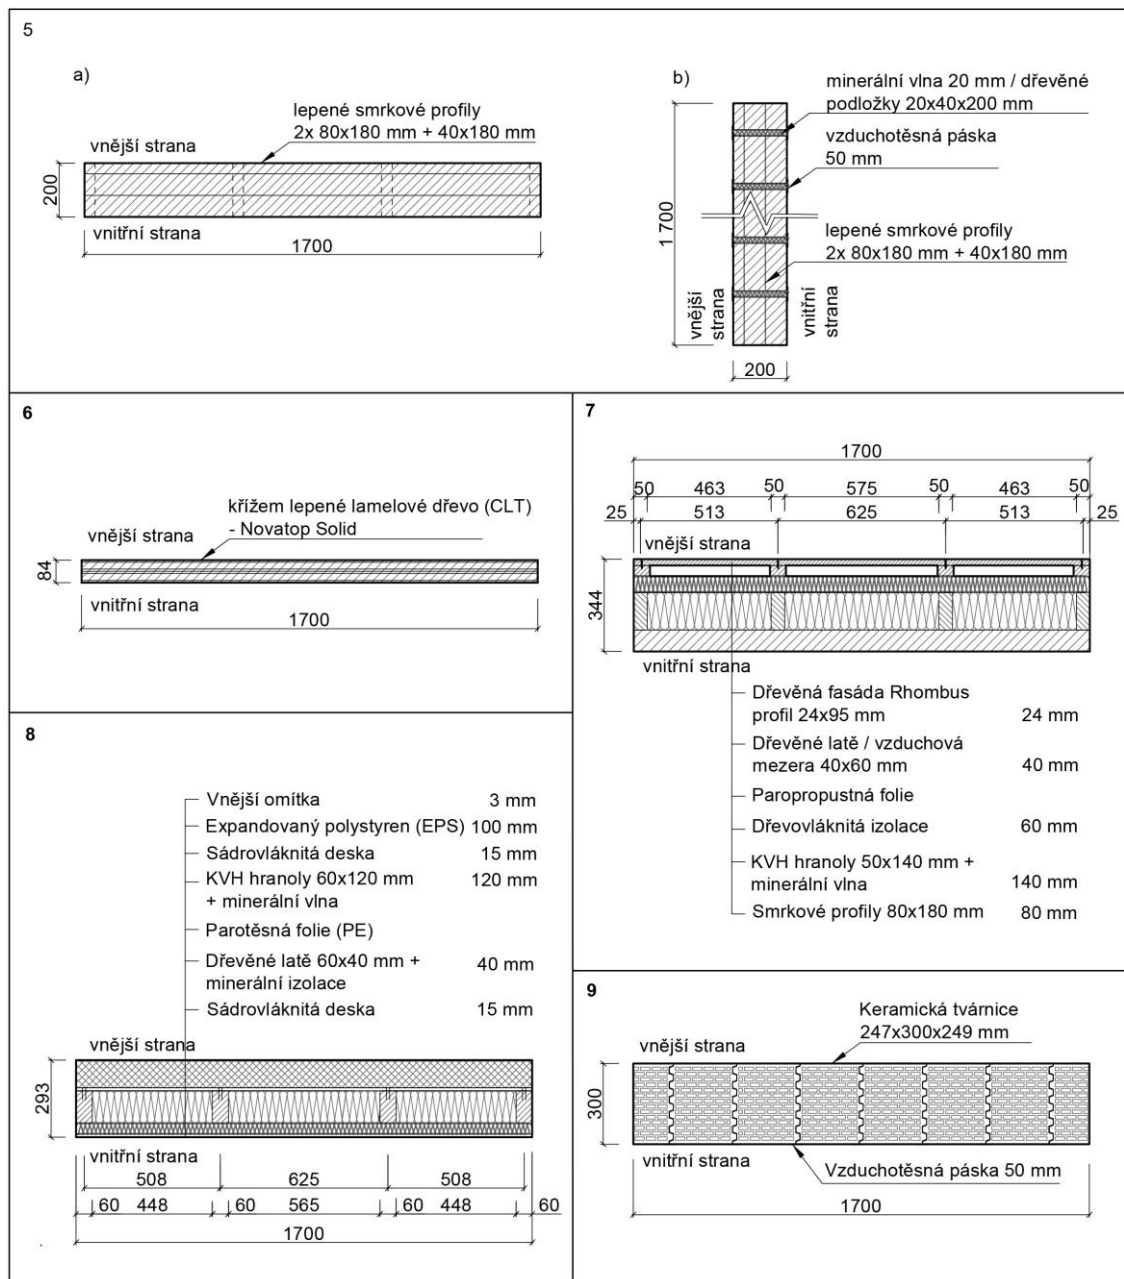 5
a)
lepené smrkové profily
2x 80x180 mm + 40x180 mm
vnější strana
200
vnitřní strana
1700
b)
minerální vlna 20 mm / dřevěné
podložky 20x40x200 mm
vzduchotěsná páska
50 mm
1 700
lepené smrkové profily
2x 80x180 mm + 40x180 mm
vnější
strana
vnitřní
strana
200
6
křížem lepené lamelové dřevo (CLT)
- Novatop Solid
vnější strana
84
vnitřní strana
1700
7
1700
50 463 50 575 50 463 50
25 513 625 513 25
vnější strana
344
vnitřní strana
Dřevěná fasáda Rhombus
profil 24x95 mm 24 mm
Dřevěné latě / vzduchová
mezera 40x60 mm 40 mm
Paropropustná folie
Dřevovláknitá izolace 60 mm
KVH hranoly 50x140 mm +
minerální vlna 140 mm
Smrkové profily 80x180 mm 80 mm
8
Vnější omítka 3 mm
Expandovaný polystyren (EPS) 100 mm
Sádrovláknitá deska 15 mm
KVH hranoly 60x120 mm 120 mm
+ minerální vlna
Parotěsná folie (PE)
Dřevěné latě 60x40 mm + 40 mm
minerální izolace
Sádrovláknitá deska 15 mm
vnější strana
293
vnitřní strana
508 625 508
60 448 60 565 60 448 60
1700
9
Keramická tvárnice
247x300x249 mm
vnější strana
300
vnitřní strana
Vzduchotěsná páska 50 mm
1700